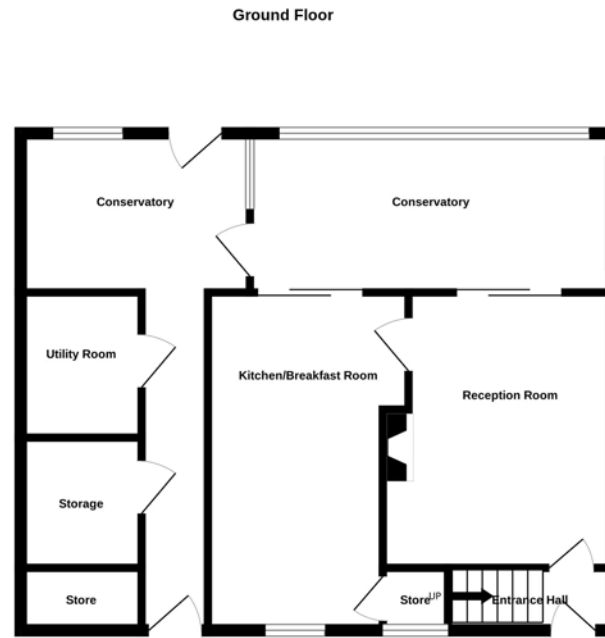 Ground Floor
Conservatory
Conservatory
Utility Room
Kitchen/Breakfast Room
Reception Room
Storage
Store
Store
UP
Entrance Hall